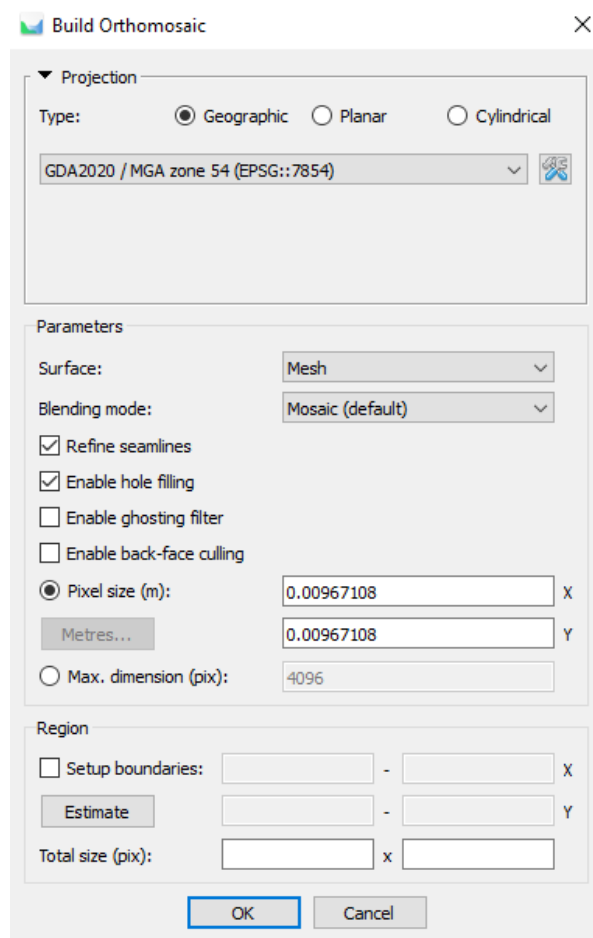 Build Orthomosaic
Projection
Type: Geographic Planar Cylindrical
GDA2020 / MGA zone 54 (EPSG::7854)
Parameters
Surface: Mesh
Blending mode: Mosaic (default)
Refine seamlines
Enable hole filling
Enable ghosting filter
Enable back-face culling
Pixel size (m): 0.00967108 X
Metres... 0.00967108 Y
Max. dimension (pix): 4096
Region
Setup boundaries: - X
Estimate - Y
Total size (pix): x
OK Cancel